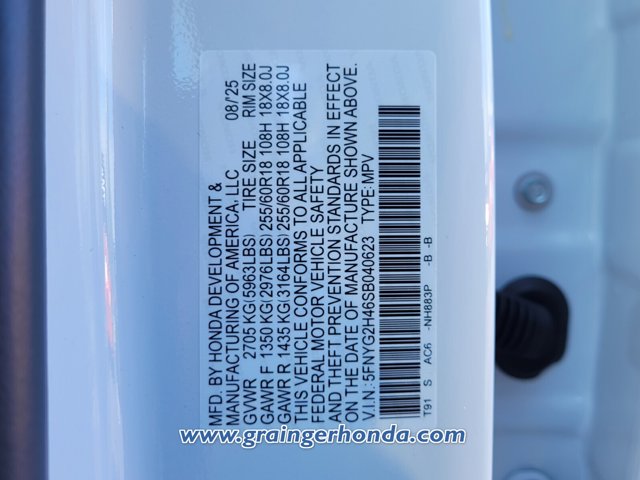 MFD. BY HONDA DEVELOPMENT &
MANUFACTURING OF AMERICA, LLC 08/'25
GVWR 2705 KG(5963LBS) TIRE SIZE RIM SIZE
GAWR F 1350 KG(2976LBS) 255/60R18 108H 18X8.0J
GAWR R 1435 KG(3164LBS) 255/60R18 108H 18X8.0J
THIS VEHICLE CONFORMS TO ALL APPLICABLE
FEDERAL MOTOR VEHICLE SAFETY
AND THEFT PREVENTION STANDARDS IN EFFECT
ON THE DATE OF MANUFACTURE SHOWN ABOVE.
V.I.N.: 5FNYG2H46SB040623 TYPE: MPV
T91 S AC6 -NH883P -B -B
www.graingerhonda.com